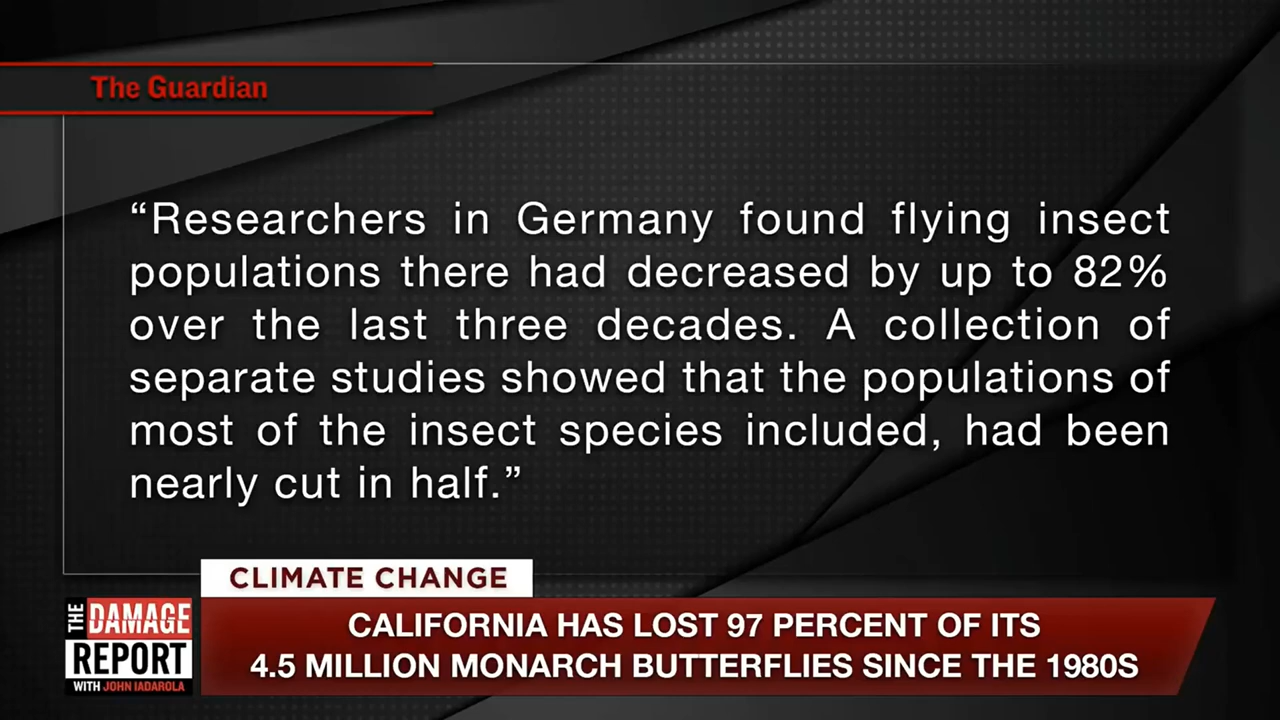 The Guardian
“Researchers in Germany found flying insect
populations there had decreased by up to 82%
over the last three decades. A collection of
separate studies showed that the populations of
most of the insect species included, had been
nearly cut in half.”
CLIMATE CHANGE
THE DAMAGE
REPORT
WITH JOHN IADAROLA
CALIFORNIA HAS LOST 97 PERCENT OF ITS
4.5 MILLION MONARCH BUTTERFLIES SINCE THE 1980S